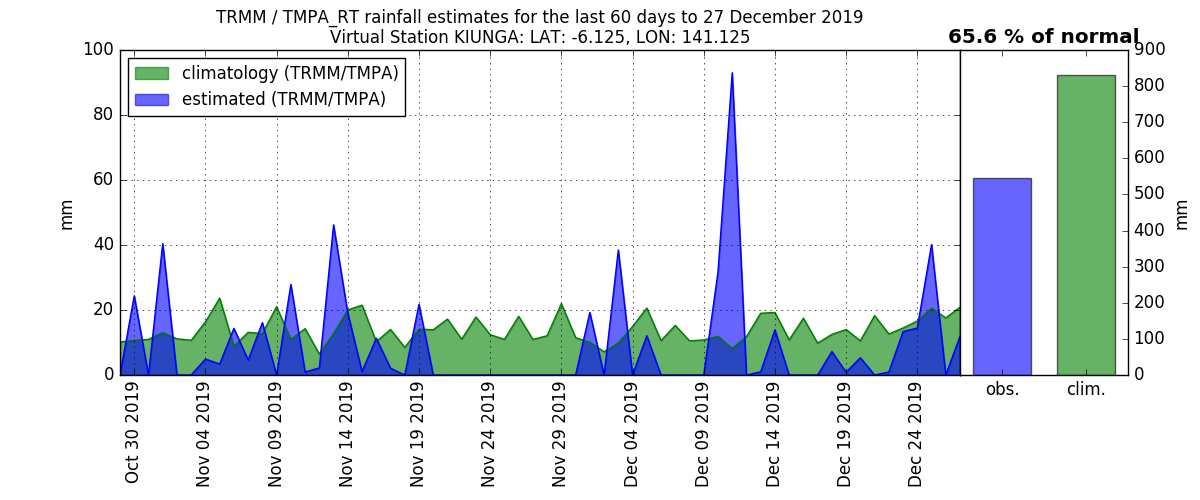 TRMM / TMPA_RT rainfall estimates for the last 60 days to 27 December 2019
Virtual Station KIUNGA: LAT: -6.125, LON: 141.125
65.6 % of normal
climatology (TRMM/TMPA)
estimated (TRMM/TMPA)
100
80
60
40
20
0
mm
Oct 30 2019
Nov 04 2019
Nov 09 2019
Nov 14 2019
Nov 19 2019
Nov 24 2019
Nov 29 2019
Dec 04 2019
Dec 09 2019
Dec 14 2019
Dec 19 2019
Dec 24 2019
obs.
clim.
900
800
700
600
500
400
300
200
100
0
mm